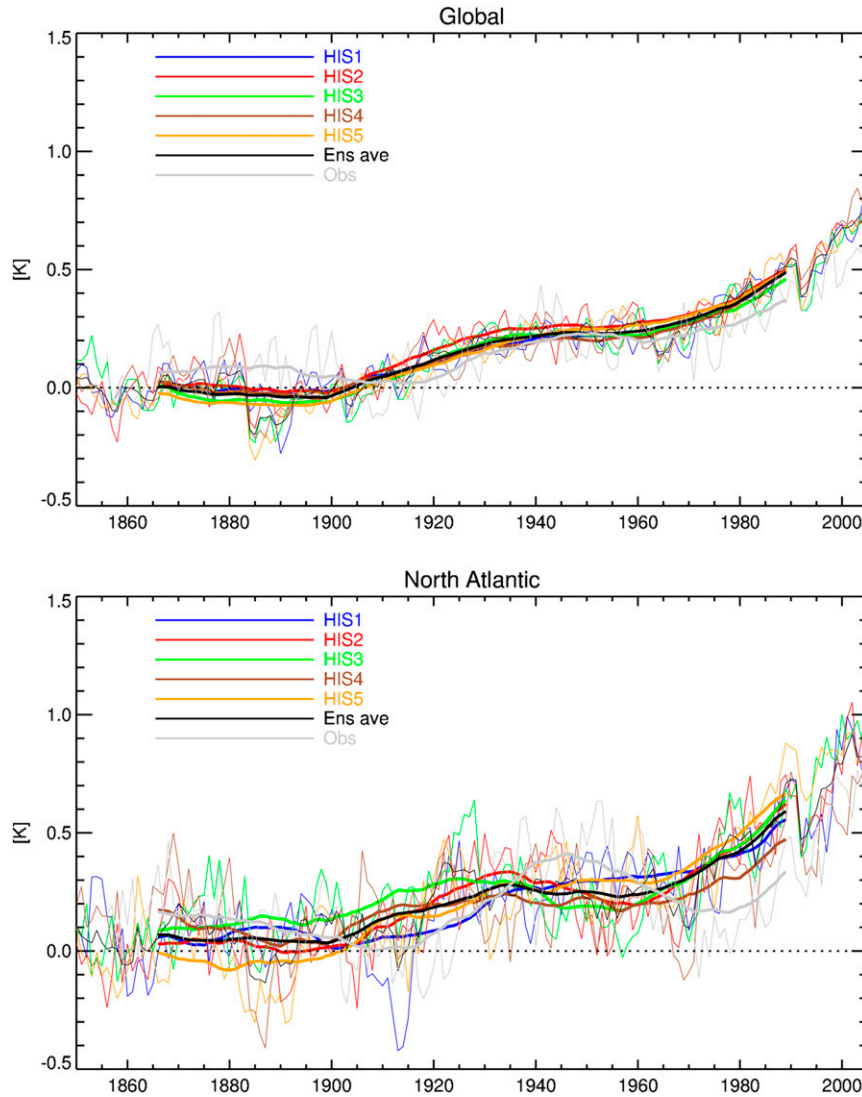 Global
1.5
HIS1
HIS2
HIS3
HIS4
HIS5
Ens ave
Obs
1.0
[K]
0.5
0.0
-0.5
1860 1880 1900 1920 1940 1960 1980 2000
North Atlantic
1.5
HIS1
HIS2
HIS3
HIS4
HIS5
Ens ave
Obs
1.0
[K]
0.5
0.0
-0.5
1860 1880 1900 1920 1940 1960 1980 2000